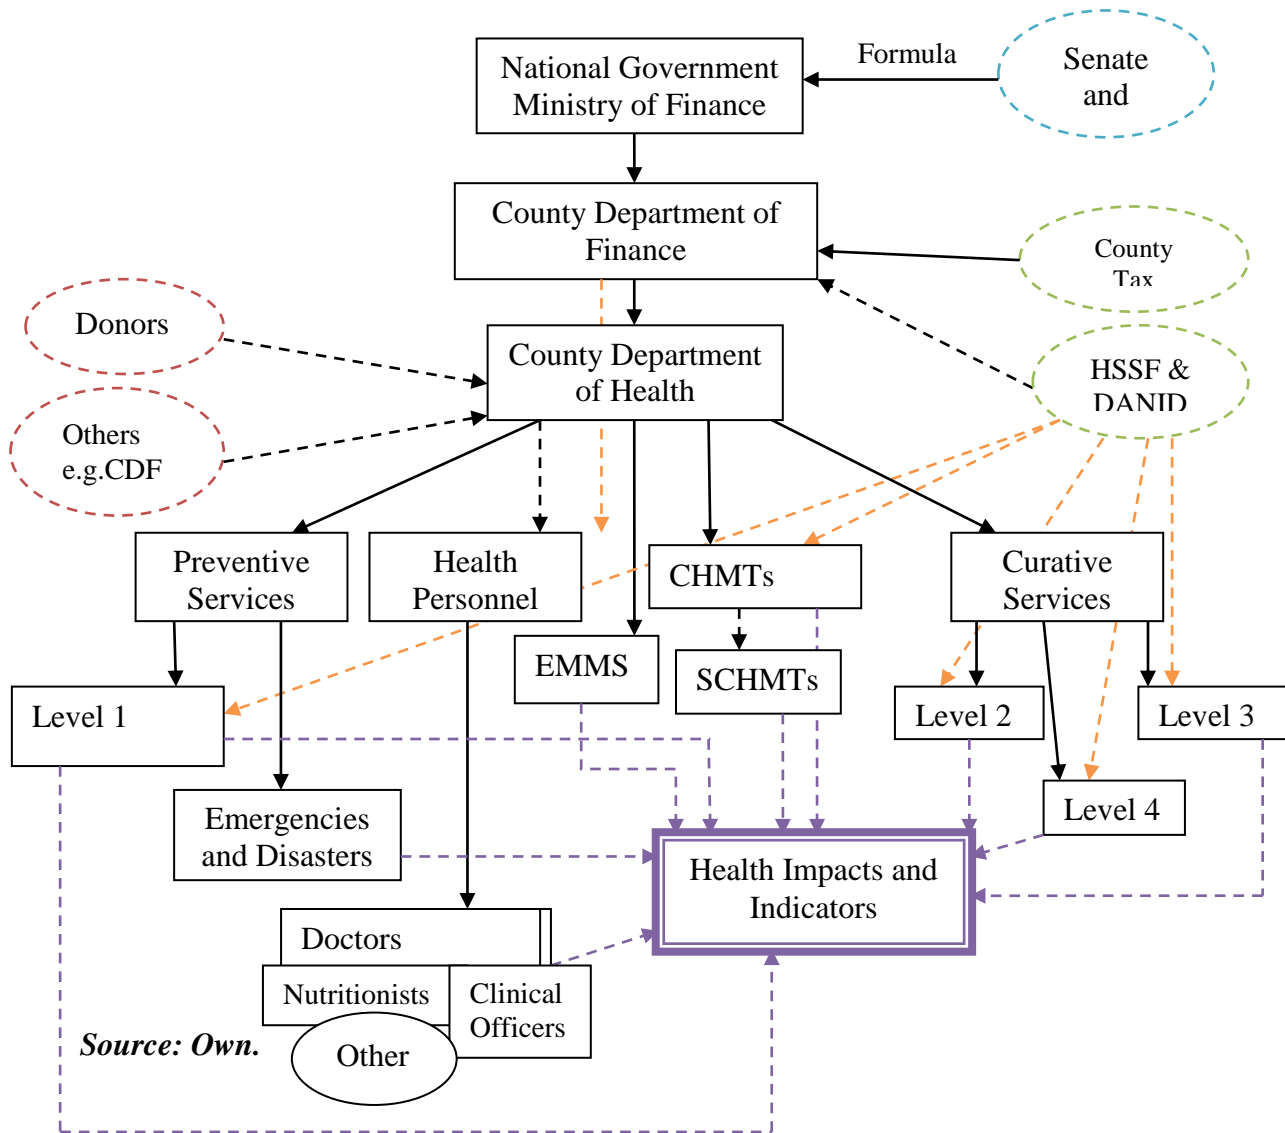 National Government
Ministry of Finance
Formula
Senate
and
County Department of
Finance
County
Tax
Donors
County Department
of Health
HSSF &
DANID
Others
e.g.CDF
Preventive
Services
Health
Personnel
CHMTs
Curative
Services
EMMS
SCHMTs
Level 1
Level 2
Level 3
Emergencies
and Disasters
Level 4
Health Impacts and
Indicators
Doctors
Nutritionists
Clinical
Officers
Source: Own.
Other